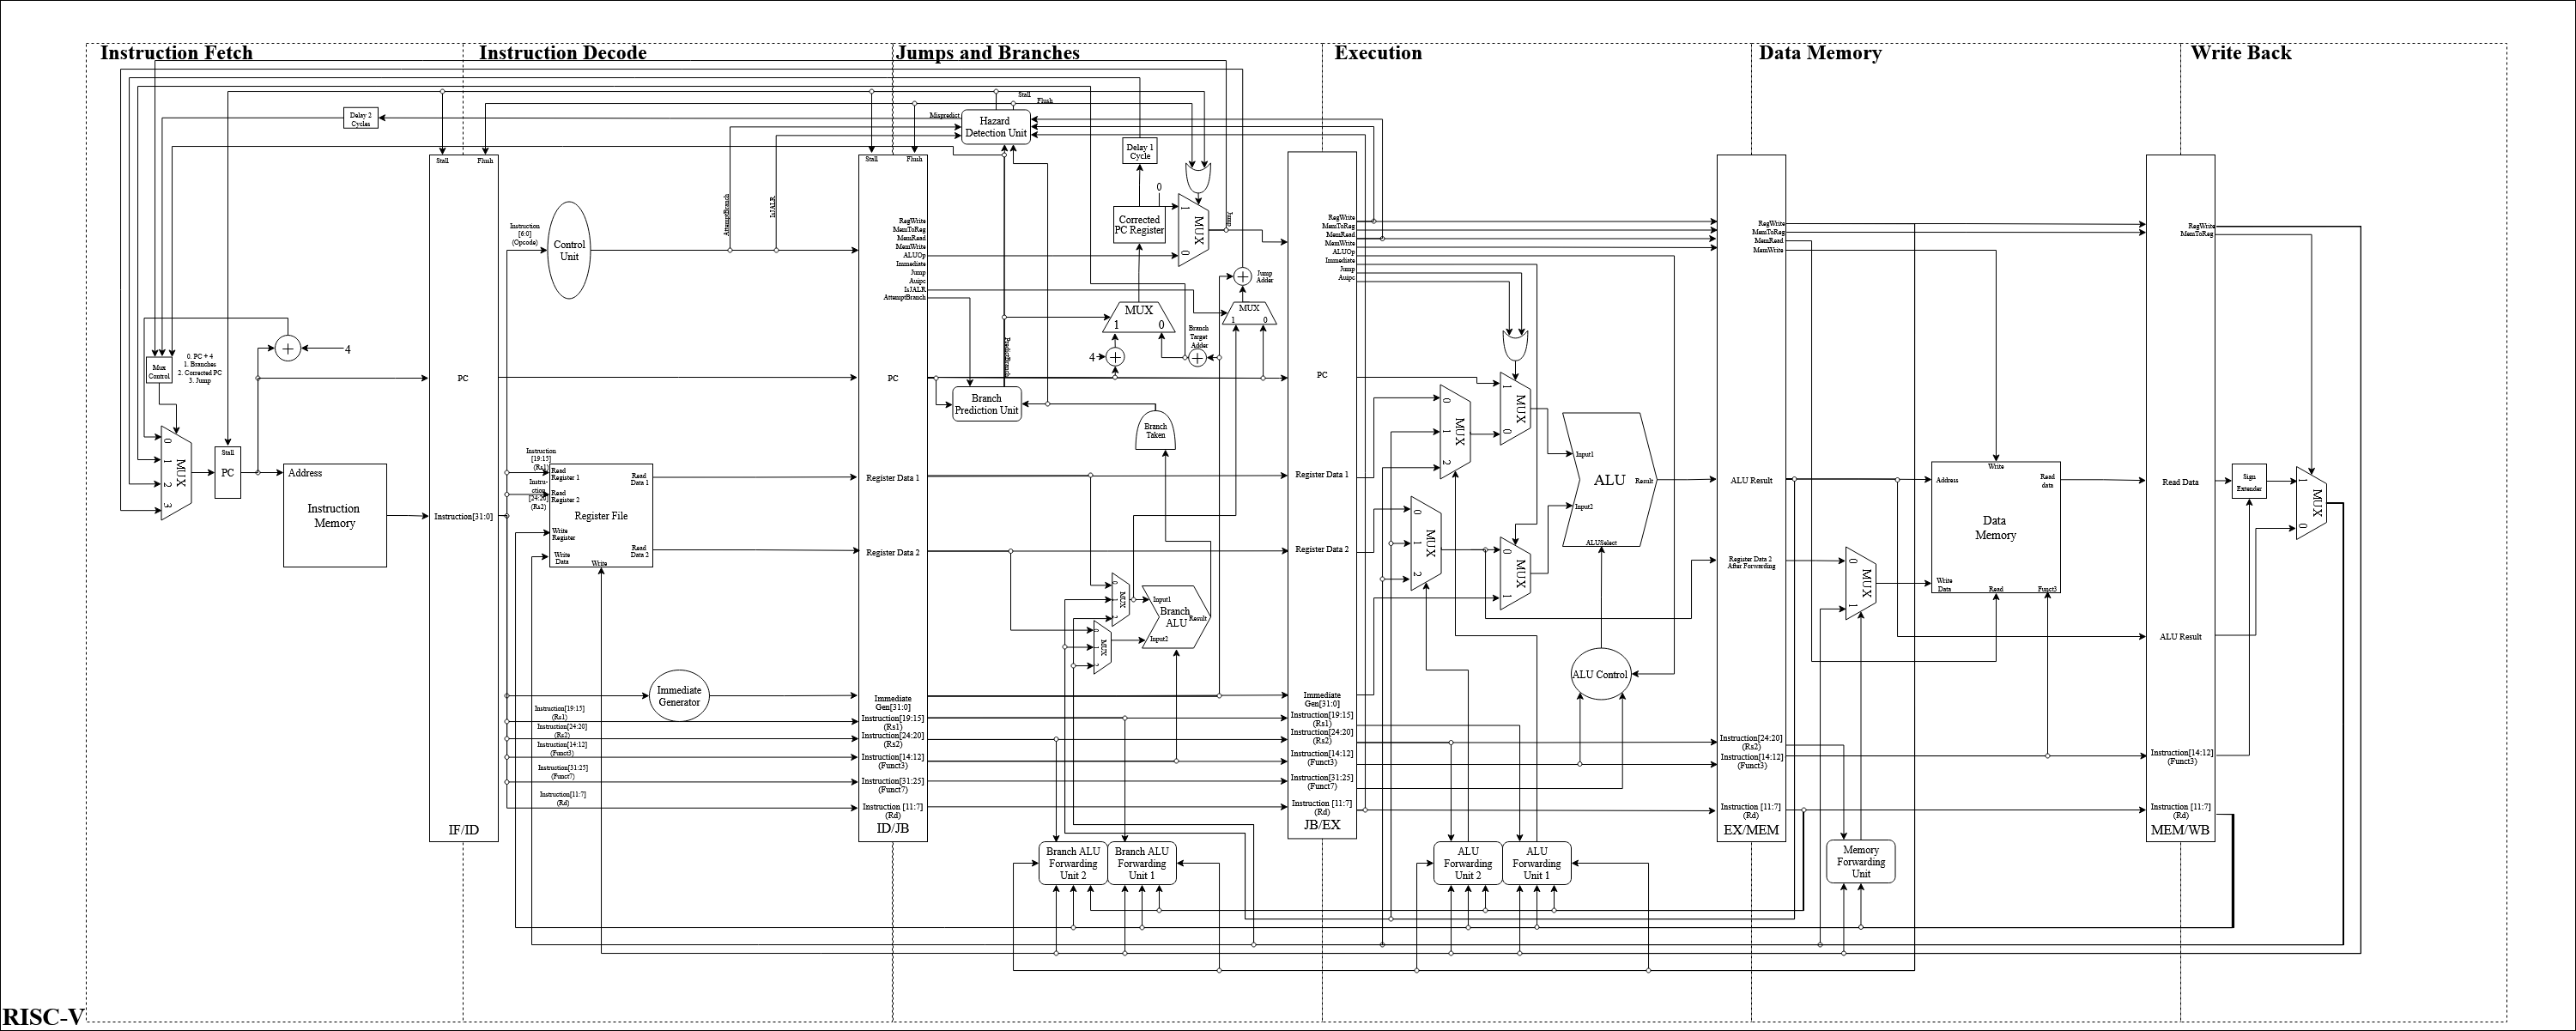 Instruction Fetch
Instruction Decode
Jumps and Branches
Execution
Data Memory
Write Back
Delay 2
Cycles
Mux
Control
0. PC + 4
1. Branches
2. Corrected PC
3. Jump
4
0
1
2
3
MUX
Stall
PC
Address
Instruction
Memory
Stall
Flush
PC
Instruction[31:0]
IF/ID
Instruction
[6:0]
(Opcode)
Control
Unit
AttemptBranch
IsJALR
Instruction
[19:15]
(Rs1)
Instru-
ction
[24:20]
(Rs2)
Read
Register 1
Read
Register 2
Write
Register
Write
Data
Write
Register File
Read
Data 1
Read
Data 2
Immediate
Generator
Instruction[19:15]
(Rs1)
Instruction[24:20]
(Rs2)
Instruction[14:12]
(Funct3)
Instruction[31:25]
(Funct7)
Instruction[11:7]
(Rd)
Stall
Flush
RegWrite
MemToReg
MemRead
MemWrite
ALUOp
Immediate
Jump
Auipc
IsJALR
AttemptBranch
PC
Register Data 1
Register Data 2
Immediate
Gen[31:0]
Instruction[19:15]
(Rs1)
Instruction[24:20]
(Rs2)
Instruction[14:12]
(Funct3)
Instruction[31:25]
(Funct7)
Instruction [11:7]
(Rd)
ID/JB
Stall
Flush
Mispredict
Hazard
Detection Unit
Delay 1
Cycle
0
Corrected
PC Register
1
MUX
0
Jump
Jump
Adder
MUX
1
0
MUX
1
0
Branch
Target
Adder
4
PredictBranch
Branch
Prediction Unit
Branch
Taken
0
1
2
MUX
0
1
2
MUX
Input1
Branch
ALU
Result
Input2
Branch ALU
Forwarding
Unit 2
Branch ALU
Forwarding
Unit 1
RegWrite
MemToReg
MemRead
MemWrite
ALUOp
Immediate
Jump
Auipc
PC
Register Data 1
Register Data 2
Immediate
Gen[31:0]
Instruction[19:15]
(Rs1)
Instruction[24:20]
(Rs2)
Instruction[14:12]
(Funct3)
Instruction[31:25]
(Funct7)
Instruction [11:7]
(Rd)
JB/EX
0
1
2
MUX
0
1
2
MUX
1
MUX
0
0
MUX
1
Input1
ALU
Result
Input2
ALUSelect
ALU Control
ALU
Forwarding
Unit 2
ALU
Forwarding
Unit 1
RegWrite
MemToReg
MemRead
MemWrite
ALU Result
Register Data 2
After Forwarding
Instruction[24:20]
(Rs2)
Instruction[14:12]
(Funct3)
Instruction [11:7]
(Rd)
EX/MEM
0
MUX
1
Write
Address
Read
data
Data
Memory
Write
Data
Read
Funct3
Memory
Forwarding
Unit
RegWrite
MemToReg
Read Data
ALU Result
Instruction[14:12]
(Funct3)
Instruction [11:7]
(Rd)
MEM/WB
Sign
Extender
1
MUX
0
RISC-V